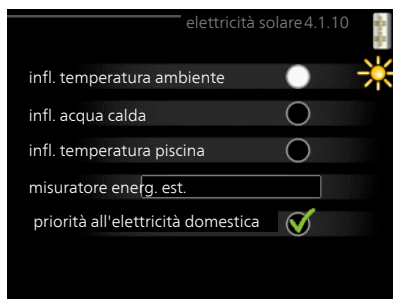 elettricità solare 4.1.10
infl. temperatura ambiente
infl. acqua calda
infl. temperatura piscina
misuratore energ. est.
priorità all'elettricità domestica